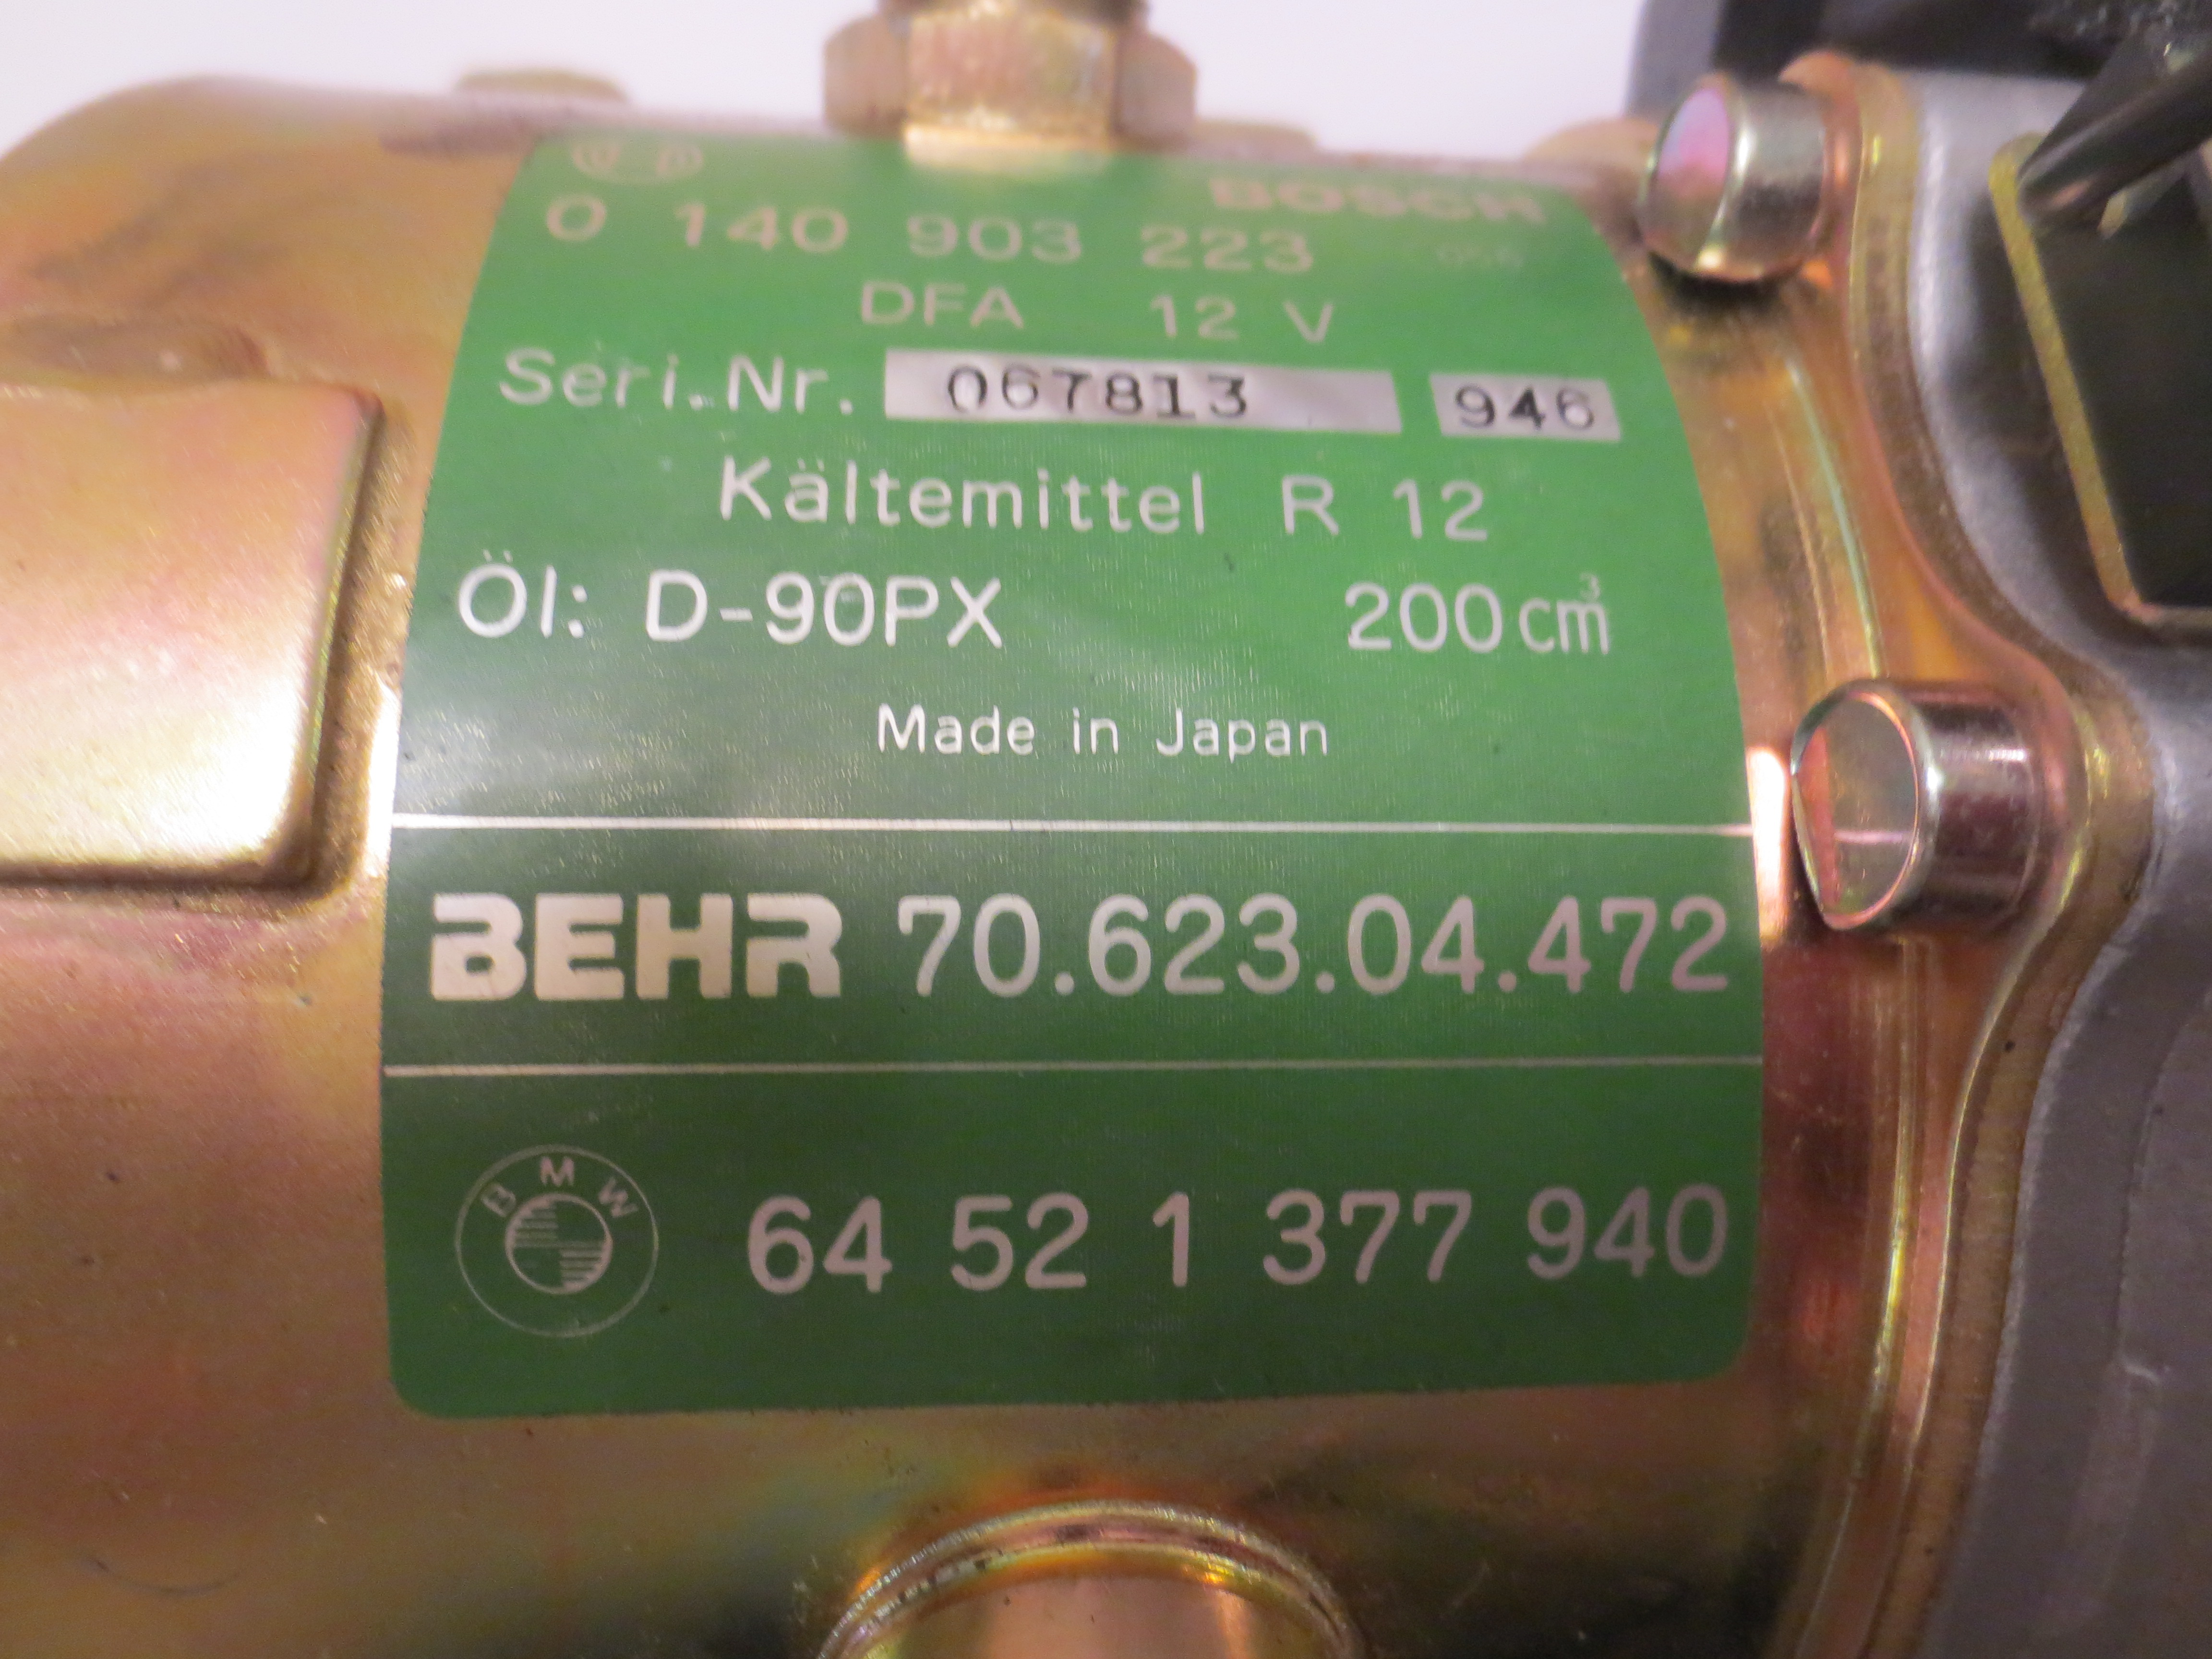 BOSCH
0 140 903 223
DFA 12 V
Seri.Nr. 067813 946
Kältemittel R 12
Öl: D-90PX 200 cm³
Made in Japan
BEHR 70.623.04.472
BMW 64 52 1 377 940